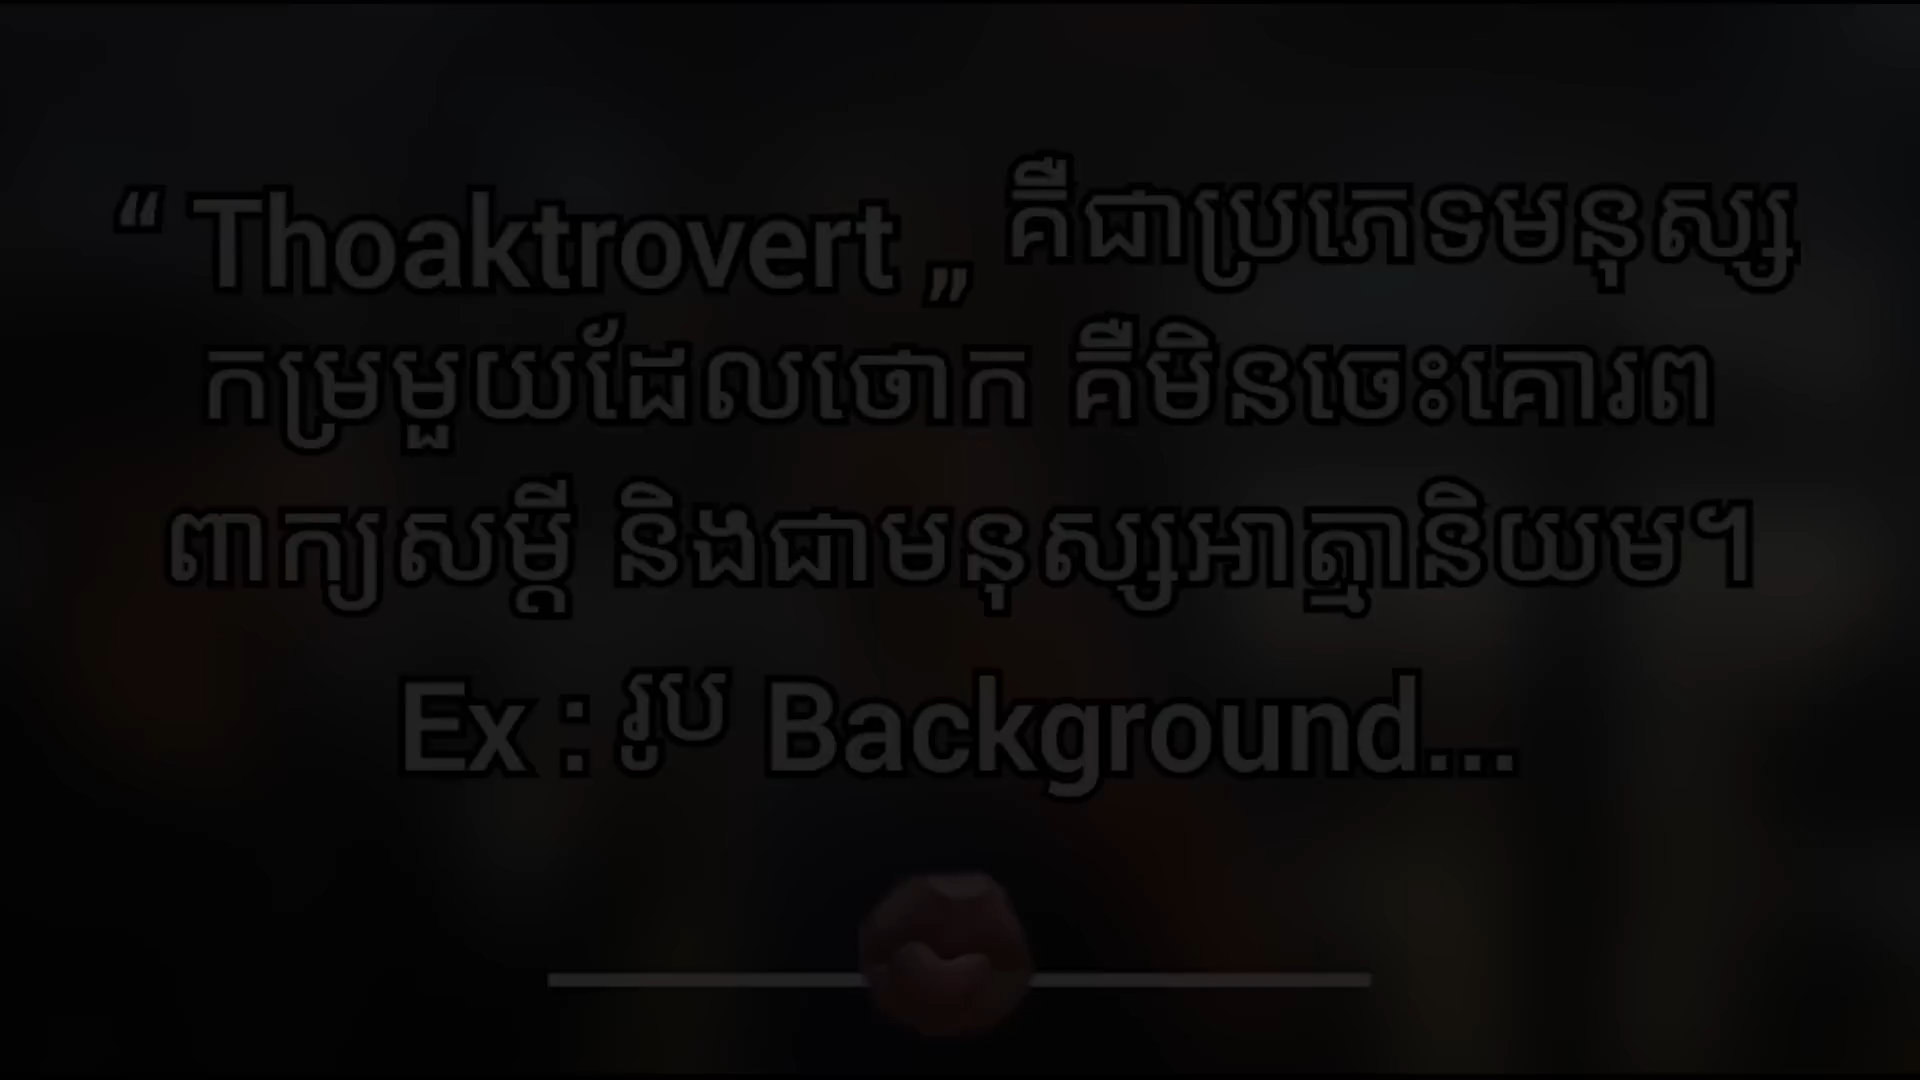 “ Thoaktrovert „ គឺជាប្រភេទមនុស្ស
កម្រមួយដែលថោក គឺមិនចេះគោរព
ពាក្យសម្ដី និងជាមនុស្សអាត្មានិយម។
Ex : រូប Background...